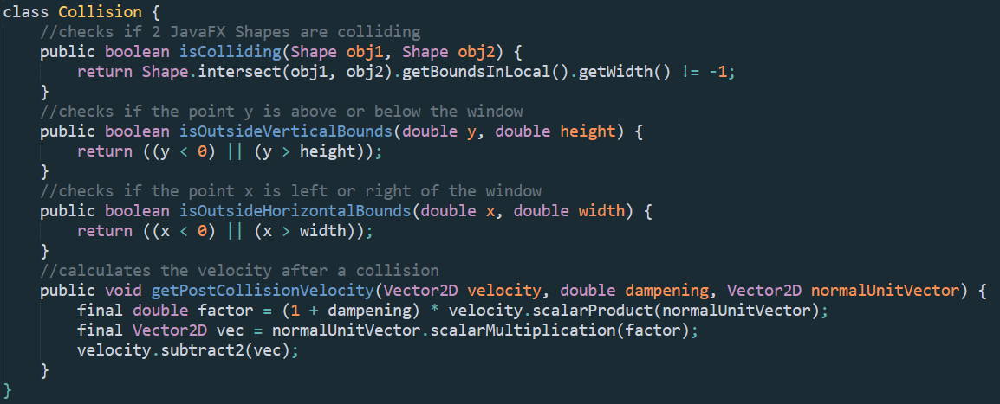 class Collision {
    //checks if 2 JavaFX Shapes are colliding
    public boolean isColliding(Shape obj1, Shape obj2) {
        return Shape.intersect(obj1, obj2).getBoundsInLocal().getWidth() != -1;
    }
    //checks if the point y is above or below the window
    public boolean isOutsideVerticalBounds(double y, double height) {
        return ((y < 0) || (y > height));
    }
    //checks if the point x is left or right of the window
    public boolean isOutsideHorizontalBounds(double x, double width) {
        return ((x < 0) || (x > width));
    }
    //calculates the velocity after a collision
    public void getPostCollisionVelocity(Vector2D velocity, double dampening, Vector2D normalUnitVector) {
        final double factor = (1 + dampening) * velocity.scalarProduct(normalUnitVector);
        final Vector2D vec = normalUnitVector.scalarMultiplication(factor);
        velocity.subtract2(vec);
    }
}